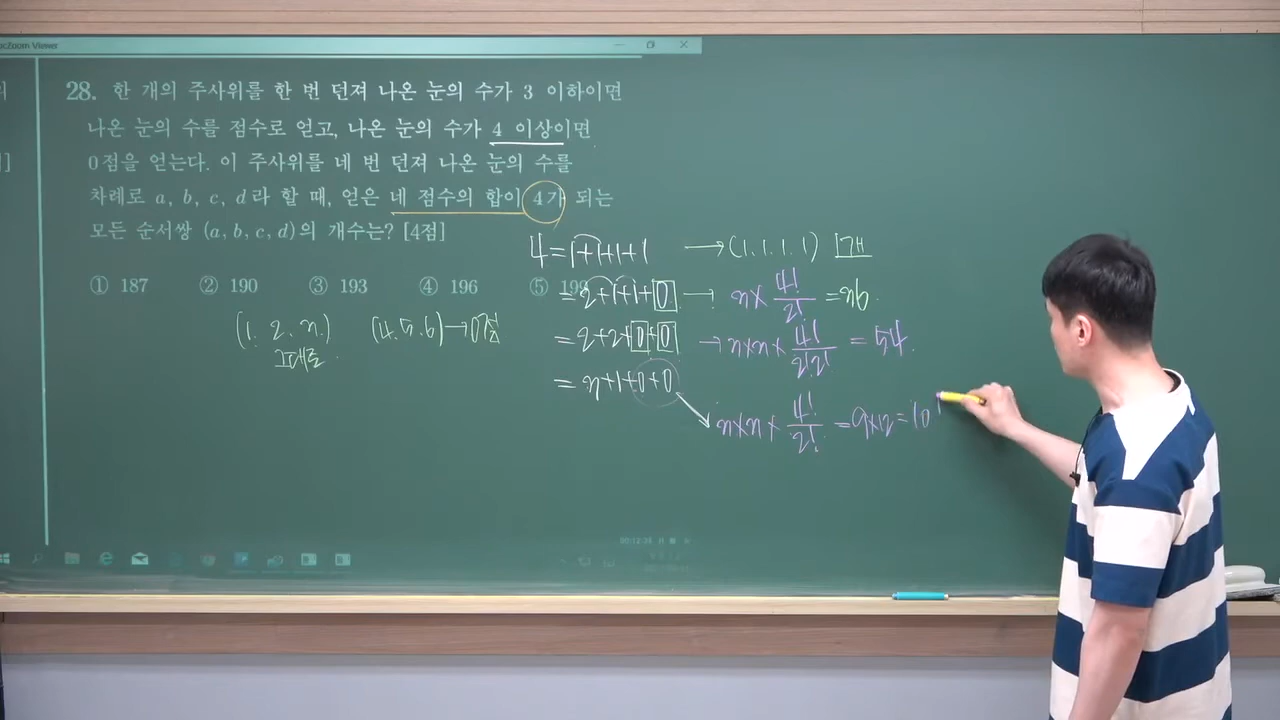 ocZoom Viewer
28. 한 개의 주사위를 한 번 던져 나온 눈의 수가 3 이하이면
나온 눈의 수를 점수로 얻고, 나온 눈의 수가 4 이상이면
0점을 얻는다. 이 주사위를 네 번 던져 나온 눈의 수를
차례로 a, b, c, d라 할 때, 얻은 네 점수의 합이 4가 되는
모든 순서쌍 (a, b, c, d)의 개수는? [4점]
① 187 ② 190 ③ 193 ④ 196 ⑤ 199
(1, 2, 3) (4.5.6)→0점
그대로
4=1+1+1+1 → (1.1.1.1) 1개
=2+1+1+0 → 3× 4!/2! =36.
=2+2+0+0 → 3×3× 4!/2!2! = 54.
= 3+1+0+0
3×3× 4!/2! =9×12=10